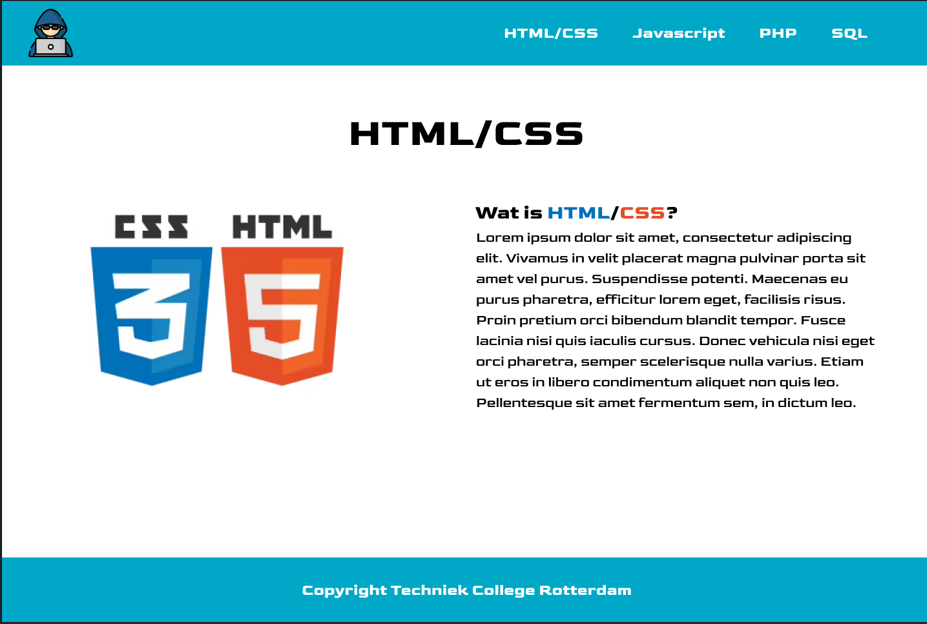 HTML/CSS Javascript PHP SQL
HTML/CSS
CSS HTML
3 5
Wat is HTML/CSS?
Lorem ipsum dolor sit amet, consectetur adipiscing
elit. Vivamus in velit placerat magna pulvinar porta sit
amet vel purus. Suspendisse potenti. Maecenas eu
purus pharetra, efficitur lorem eget, facilisis risus.
Proin pretium orci bibendum blandit tempor. Fusce
lacinia nisi quis iaculis cursus. Donec vehicula nisi eget
orci pharetra, semper scelerisque nulla varius. Etiam
ut eros in libero condimentum aliquet non quis leo.
Pellentesque sit amet fermentum sem, in dictum leo.
Copyright Techniek College Rotterdam